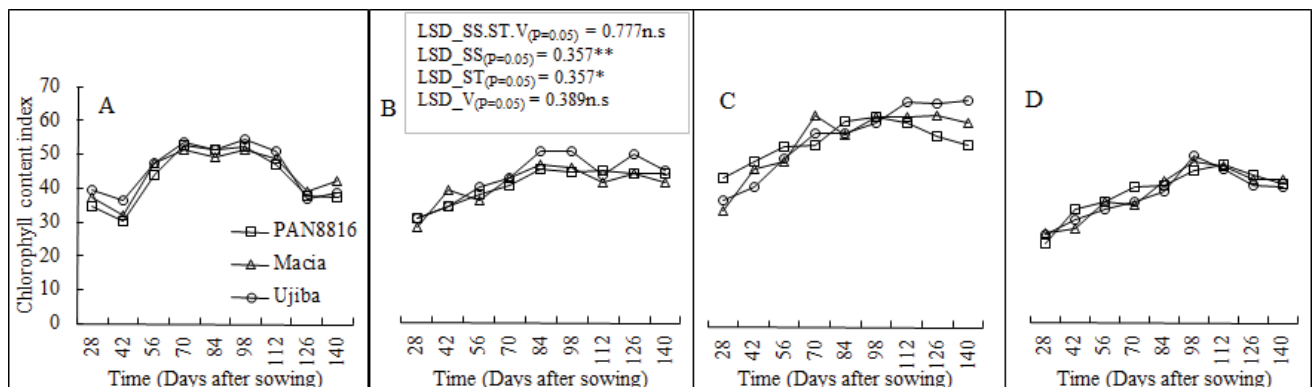 LSD_SS.ST.V(P=0.05) = 0.777n.s
LSD_SS(P=0.05) = 0.357**
LSD_ST(P=0.05) = 0.357*
LSD_V(P=0.05) = 0.389n.s
A
B
C
D
Chlorophyll content index
70
60
50
40
30
20
10
0
PAN8816
Macia
Ujiba
28 42 56 70 84 98 112 126 140
28 42 56 70 84 98 112 126 140
28 42 56 70 84 98 112 126 140
28 42 56 70 84 98 112 126 140
Time (Days after sowing)
Time (Days after sowing)
Time (Days after sowing)
Time (Days after sowing)